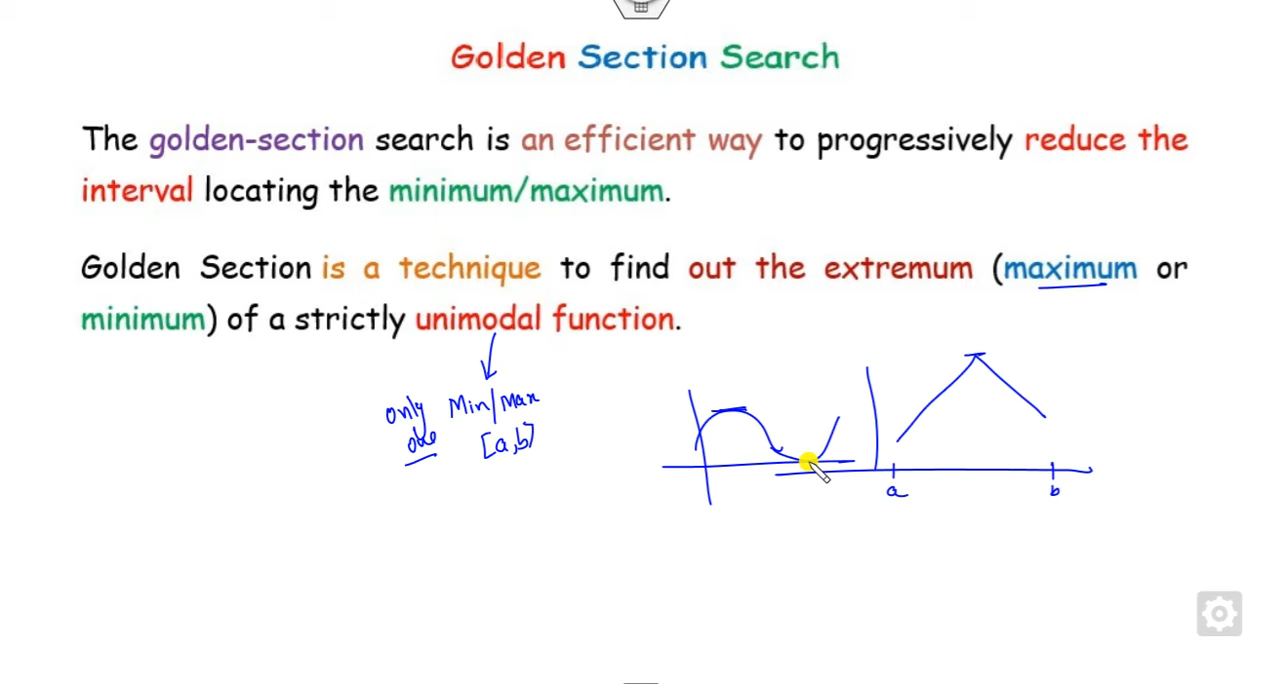 Golden Section Search
The golden-section search is an efficient way to progressively reduce the
interval locating the minimum/maximum.
Golden Section is a technique to find out the extremum (maximum or
minimum) of a strictly unimodal function.
only Min/Max
one [a,b]
a b